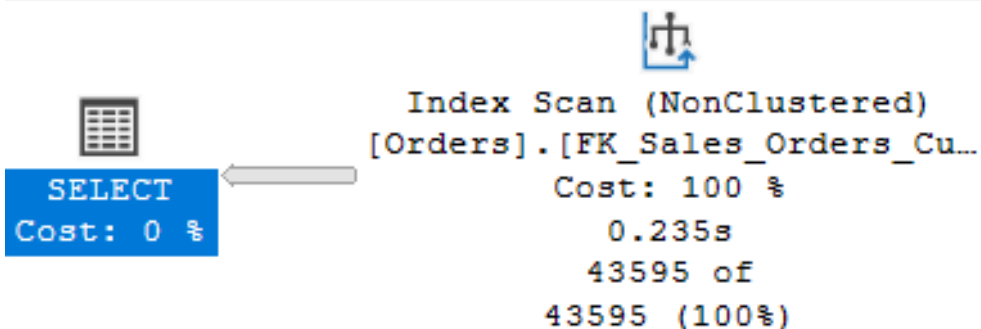 SELECT
Cost: 0 %
Index Scan (NonClustered)
[Orders].[FK_Sales_Orders_Cu…
Cost: 100 %
0.235s
43595 of
43595 (100%)